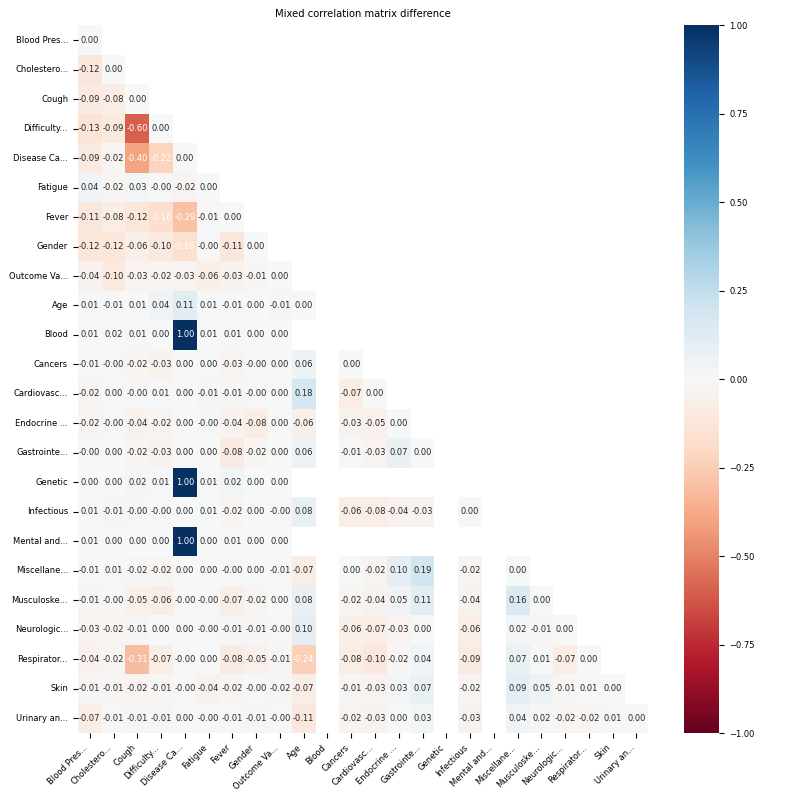 Mixed correlation matrix difference
Blood Pres... 0.00
Cholestero... -0.12 0.00
Cough -0.09 -0.08 0.00
Difficulty... -0.13 -0.09 -0.60 0.00
Disease Ca... -0.09 -0.02 -0.40 -0.22 0.00
Fatigue 0.04 -0.02 0.03 -0.00 -0.02 0.00
Fever -0.11 -0.08 -0.12 -0.16 -0.29 -0.01 0.00
Gender -0.12 -0.12 -0.06 -0.10 -0.16 -0.00 -0.11 0.00
Outcome Va... -0.04 -0.10 -0.03 -0.02 -0.03 -0.06 -0.03 -0.01 0.00
Age 0.01 -0.01 0.01 0.04 0.11 0.01 -0.01 0.00 -0.01 0.00
Blood 0.01 0.02 0.01 0.00 1.00 0.01 0.01 0.00 0.00
Cancers -0.01 -0.00 -0.02 -0.03 0.00 0.00 -0.03 -0.00 0.00 0.06 0.00
Cardiovasc... -0.02 0.00 -0.00 0.01 0.00 -0.01 -0.01 -0.00 0.00 0.18 -0.07 0.00
Endocrine ... -0.02 -0.00 -0.04 -0.02 0.00 -0.00 -0.04 -0.08 0.00 -0.06 -0.03 -0.05 0.00
Gastrointe... -0.00 0.00 -0.02 -0.03 0.00 0.00 -0.08 -0.02 0.00 0.06 -0.01 -0.03 0.07 0.00
Genetic 0.00 0.00 0.02 0.01 1.00 0.01 0.02 0.00 0.00
Infectious 0.01 -0.01 -0.00 -0.00 0.00 0.01 -0.02 0.00 -0.00 0.08 -0.06 -0.08 -0.04 -0.03 0.00
Mental and... 0.01 0.00 0.00 0.00 1.00 0.00 0.01 0.00 0.00
Miscellane... -0.01 0.01 -0.02 -0.02 0.00 0.00 -0.00 0.00 -0.01 -0.07 0.00 -0.02 0.10 0.19 -0.02 0.00
Musculoske... -0.01 -0.00 -0.05 -0.06 -0.00 -0.00 -0.07 -0.02 0.00 0.08 -0.02 -0.04 0.05 0.11 -0.04 0.16 0.00
Neurologic... -0.03 -0.02 -0.01 0.00 0.00 -0.00 -0.01 -0.01 -0.00 0.10 -0.06 -0.07 -0.03 0.00 -0.06 0.02 -0.01 0.00
Respirator... -0.04 -0.02 -0.31 -0.07 -0.00 0.00 -0.08 -0.05 -0.01 -0.24 -0.08 -0.10 -0.02 0.04 -0.09 0.07 0.01 -0.07 0.00
Skin -0.01 -0.01 -0.02 -0.01 -0.00 -0.04 -0.02 -0.00 -0.02 -0.07 -0.01 -0.03 0.03 0.07 -0.02 0.09 0.05 -0.01 0.01 0.00
Urinary an... -0.07 -0.01 -0.01 -0.01 0.00 -0.00 -0.01 -0.01 -0.00 -0.11 -0.02 -0.03 0.00 0.03 -0.03 0.04 0.02 -0.02 -0.02 0.01 0.00
Blood Pres... Cholestero... Cough Difficulty... Disease Ca... Fatigue Fever Gender Outcome Va... Age Blood Cancers Cardiovasc... Endocrine ... Gastrointe... Genetic Infectious Mental and... Miscellane... Musculoske... Neurologic... Respirator... Skin Urinary an...
1.00
0.75
0.50
0.25
0.00
−0.25
−0.50
−0.75
−1.00